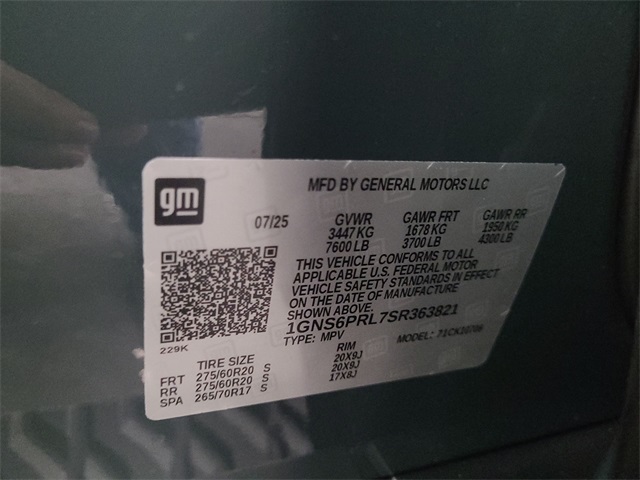 gm
MFD BY GENERAL MOTORS LLC
07/25 GVWR GAWR FRT GAWR RR
3447 KG 1678 KG 1950 KG
7600 LB 3700 LB 4300 LB
THIS VEHICLE CONFORMS TO ALL
APPLICABLE U.S. FEDERAL MOTOR
VEHICLE SAFETY STANDARDS IN EFFECT
ON THE DATE OF MANUFACTURE
SHOWN ABOVE.
1GNS6PRL7SR363821
TYPE: MPV MODEL:
229K
TIRE SIZE RIM
FRT 275/60R20 S 20X9J
RR 275/60R20 S 20X9J
SPA 265/70R17 S 17X8J